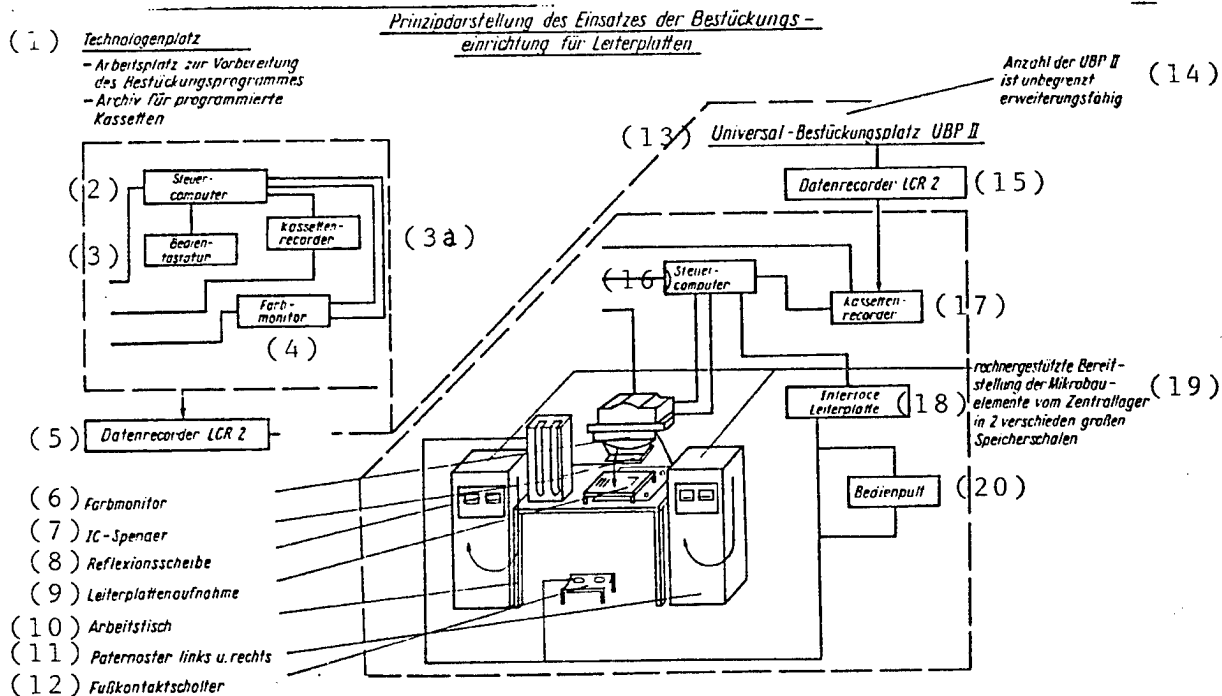 Prinzipdarstellung des Einsatzes der Bestückungs-
einrichtung für Leiterplatten
(1) Technologenplatz
- Arbeitsplatz zur Vorbereitung
des Bestückungsprogrammes
- Archiv für programmierte
Kassetten
(2) Steuer-
computer
(3) Bedien-
tastatur
Kassetten-
recorder
(3a)
Farb-
monitor
(4)
(5) Datenrecorder LCR 2
(6) Farbmonitor
(7) IC-Spender
(8) Reflexionsscheibe
(9) Leiterplattenaufnahme
(10) Arbeitstisch
(11) Paternoster links u. rechts
(12) Fußkontaktschalter
Anzahl der UBP II
ist unbegrenzt
erweiterungsfähig
(14)
(13) Universal-Bestückungsplatz UBP II
Datenrecorder LCR 2 (15)
(16) Steuer-
computer
Kassetten-
recorder
(17)
Interface
Leiterplatte (18)
rechnergestützte Bereit-
stellung der Mikrobau-
elemente vom Zentrallager
in 2 verschieden großen
Speicherschalen
(19)
Bedienpult (20)